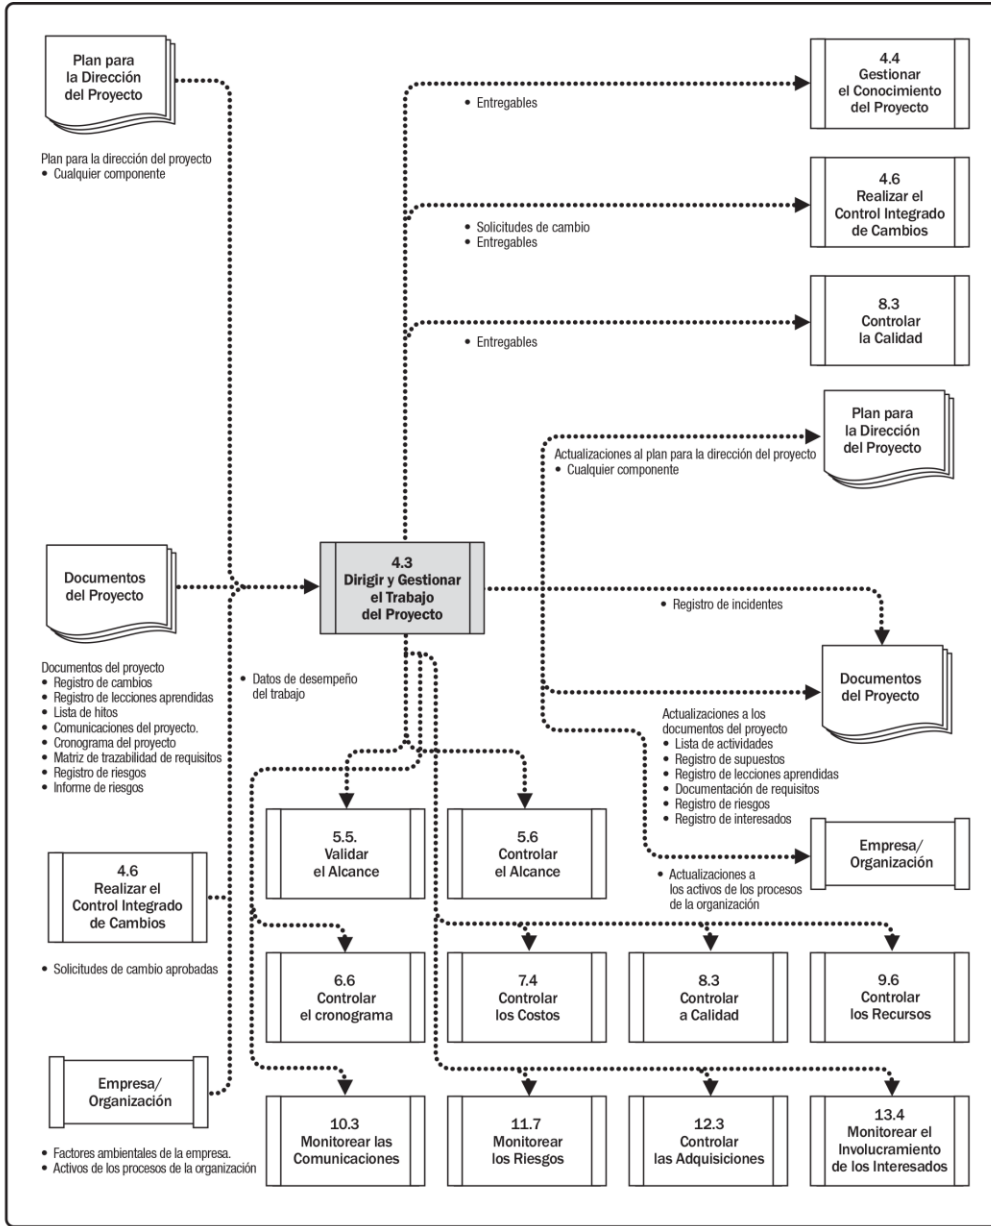 Plan para
la Dirección
del Proyecto
Plan para la dirección del proyecto
• Cualquier componente
4.4
Gestionar
el Conocimiento
del Proyecto
• Entregables
4.6
Realizar el
Control Integrado
de Cambios
• Solicitudes de cambio
• Entregables
8.3
Controlar
la Calidad
• Entregables
Plan para
la Dirección
del Proyecto
Actualizaciones al plan para la dirección del proyecto
• Cualquier componente
Documentos
del Proyecto
4.3
Dirigir y Gestionar
el Trabajo
del Proyecto
• Registro de incidentes
Documentos
del Proyecto
Documentos del proyecto
• Registro de cambios
• Registro de lecciones aprendidas
• Lista de hitos
• Comunicaciones del proyecto.
• Cronograma del proyecto
• Matriz de trazabilidad de requisitos
• Registro de riesgos
• Informe de riesgos
• Datos de desempeño
del trabajo
Actualizaciones a los
documentos del proyecto
• Lista de actividades
• Registro de supuestos
• Registro de lecciones aprendidas
• Documentación de requisitos
• Registro de riesgos
• Registro de interesados
5.5.
Validar
el Alcance
5.6
Controlar
el Alcance
Empresa/
Organización
• Actualizaciones a
los activos de los procesos
de la organización
4.6
Realizar el
Control Integrado
de Cambios
• Solicitudes de cambio aprobadas
6.6
Controlar
el cronograma
7.4
Controlar
los Costos
8.3
Controlar
a Calidad
9.6
Controlar
los Recursos
Empresa/
Organización
• Factores ambientales de la empresa.
• Activos de los procesos de la organización
10.3
Monitorear las
Comunicaciones
11.7
Monitorear
los Riesgos
12.3
Controlar
las Adquisiciones
13.4
Monitorear el
Involucramiento
de los Interesados